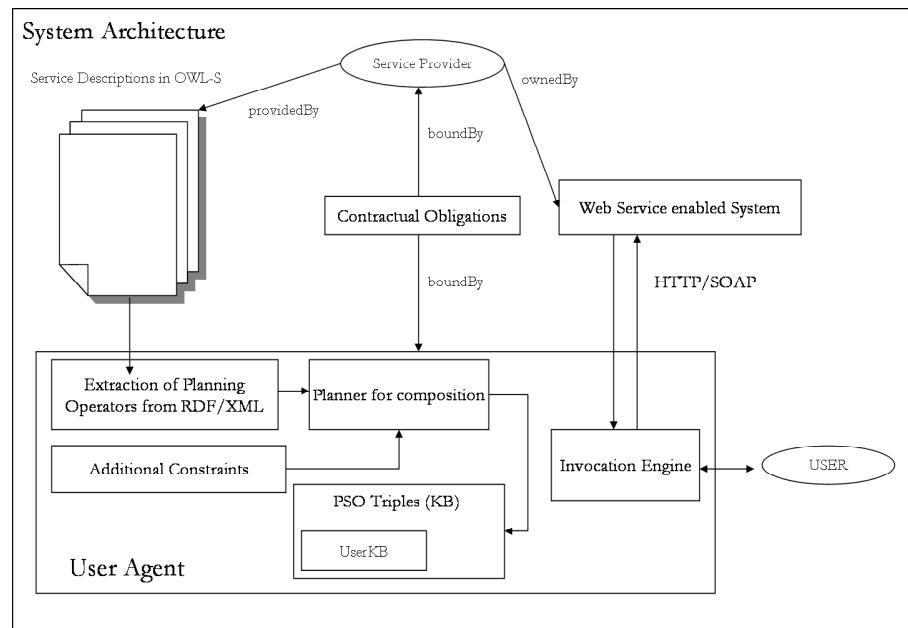 System Architecture
Service Provider
Service Descriptions in OWL-S
ownedBy
providedBy
boundBy
Contractual Obligations
Web Service enabled System
boundBy
HTTP/SOAP
Extraction of Planning
Operators from RDF/XML
Planner for composition
Additional Constraints
Invocation Engine
USER
PSO Triples (KB)
UserKB
User Agent